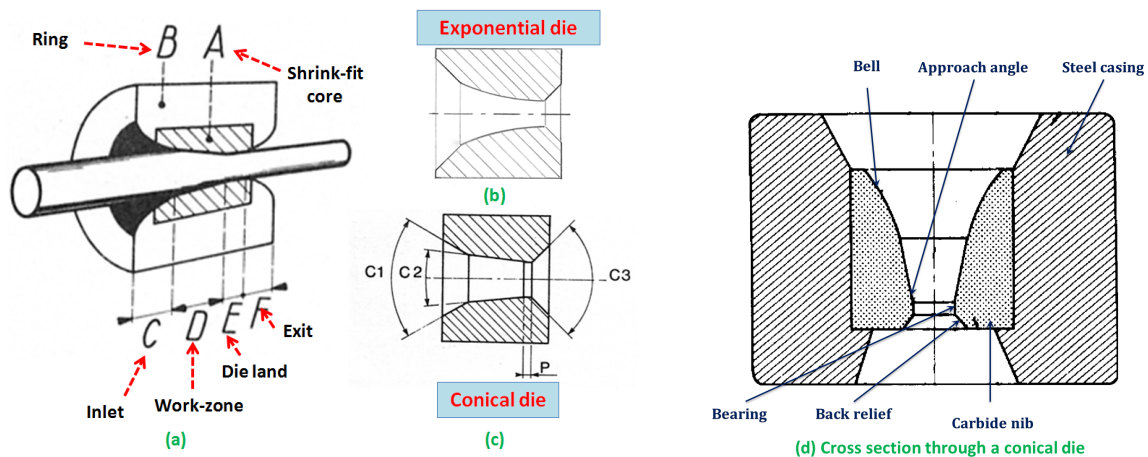 Ring
B
A
Shrink-fit
core
C
D
E
F
Exit
Die land
Work-zone
Inlet
(a)
Exponential die
(b)
C1
C2
C3
P
Conical die
(c)
Bell
Approach angle
Steel casing
Bearing
Back relief
Carbide nib
(d) Cross section through a conical die